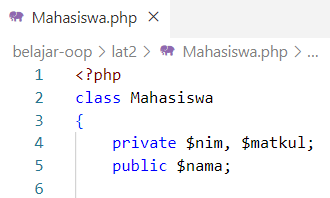 Mahasiswa.php ×
belajar-oop > lat2 > Mahasiswa.php > ...
1 <?php
2 class Mahasiswa
3 {
4 private $nim, $matkul;
5 public $nama;
6